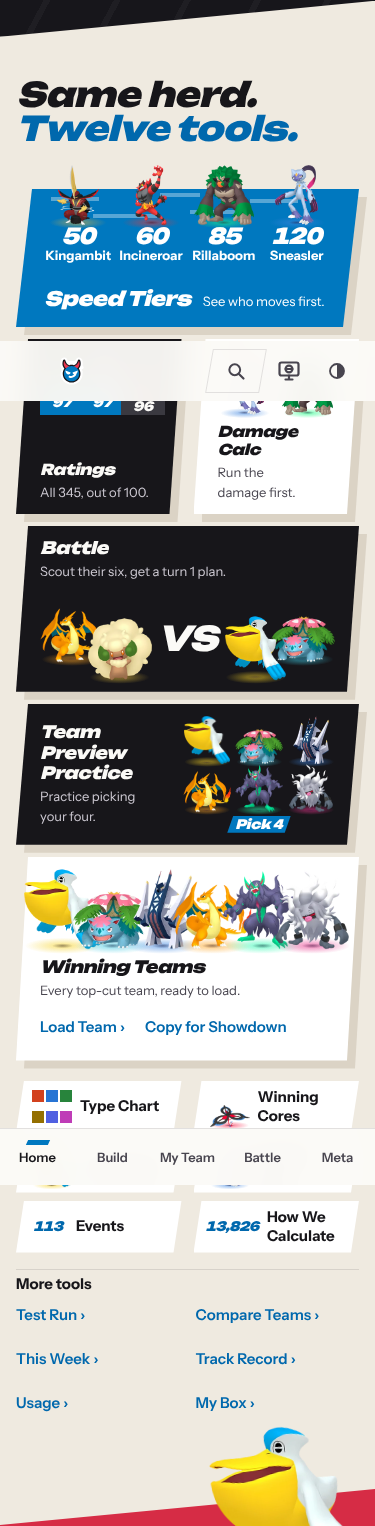 Same herd.
Twelve tools.
50 60 85 120
Kingambit Incineroar Rillaboom Sneasler
Speed Tiers See who moves first.
96
Ratings
All 345, out of 100.
Damage
Calc
Run the
damage first.
Battle
Scout their six, get a turn 1 plan.
VS
Team
Preview
Practice
Practice picking
your four.
Pick 4
Winning Teams
Every top-cut team, ready to load.
Load Team › Copy for Showdown
Type Chart
Winning
Cores
Home Build My Team Battle Meta
113 Events
13,826 How We
Calculate
More tools
Test Run › Compare Teams ›
This Week › Track Record ›
Usage › My Box ›